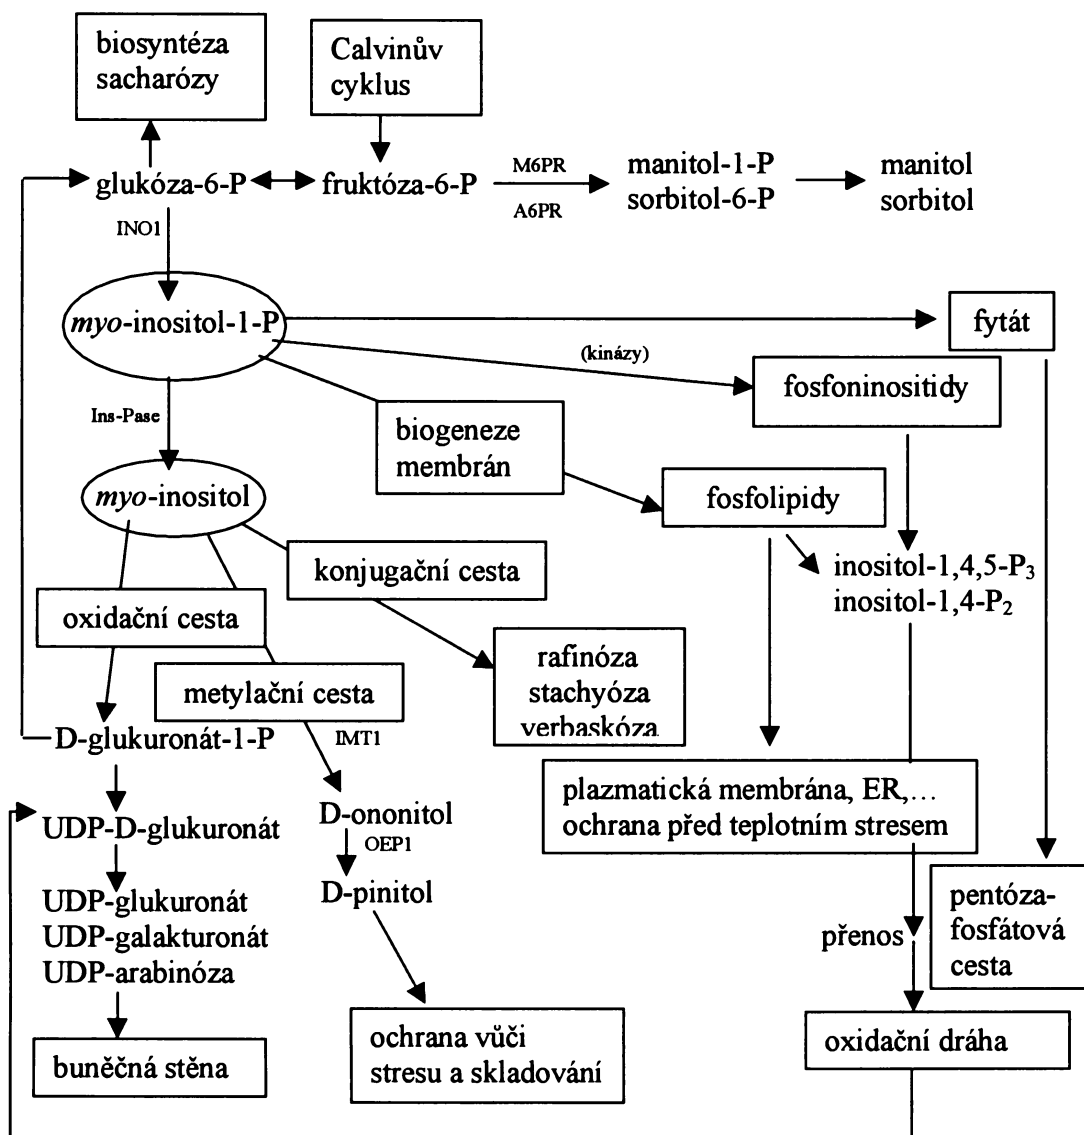 biosyntéza
sacharózy
Calvinův
cyklus
glukóza-6-P
fruktóza-6-P
M6PR
A6PR
manitol-1-P
sorbitol-6-P
manitol
sorbitol
INO1
myo-inositol-1-P
fytát
(kinázy)
fosfoninositidy
Ins-Pase
biogeneze
membrán
myo-inositol
fosfolipidy
konjugační cesta
inositol-1,4,5-P₃
inositol-1,4-P₂
oxidační cesta
rafinóza
stachyóza
verbaskóza
metylační cesta
D-glukuronát-1-P
IMT1
plazmatická membrána, ER,…
ochrana před teplotním stresem
UDP-D-glukuronát
D-ononitol
OEP1
D-pinitol
UDP-glukuronát
UDP-galakturonát
UDP-arabinóza
přenos
pentóza-
fosfátová
cesta
buněčná stěna
ochrana vůči
stresu a skladování
oxidační dráha